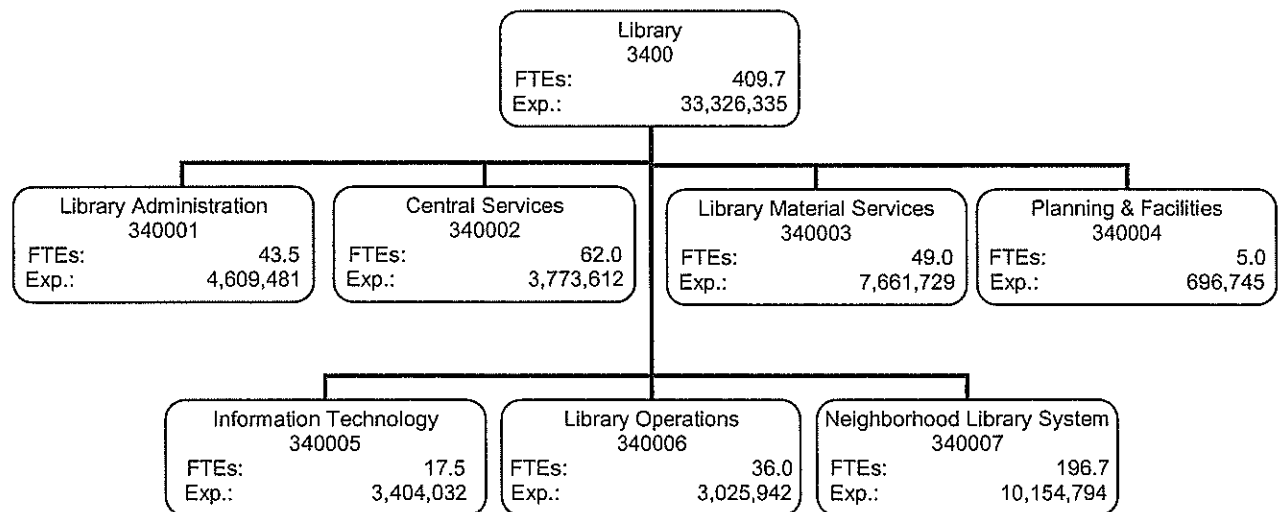 Library
3400
FTEs: 409.7
Exp.: 33,326,335
Library Administration
340001
FTEs: 43.5
Exp.: 4,609,481
Central Services
340002
FTEs: 62.0
Exp.: 3,773,612
Library Material Services
340003
FTEs: 49.0
Exp.: 7,661,729
Planning & Facilities
340004
FTEs: 5.0
Exp.: 696,745
Information Technology
340005
FTEs: 17.5
Exp.: 3,404,032
Library Operations
340006
FTEs: 36.0
Exp.: 3,025,942
Neighborhood Library System
340007
FTEs: 196.7
Exp.: 10,154,794